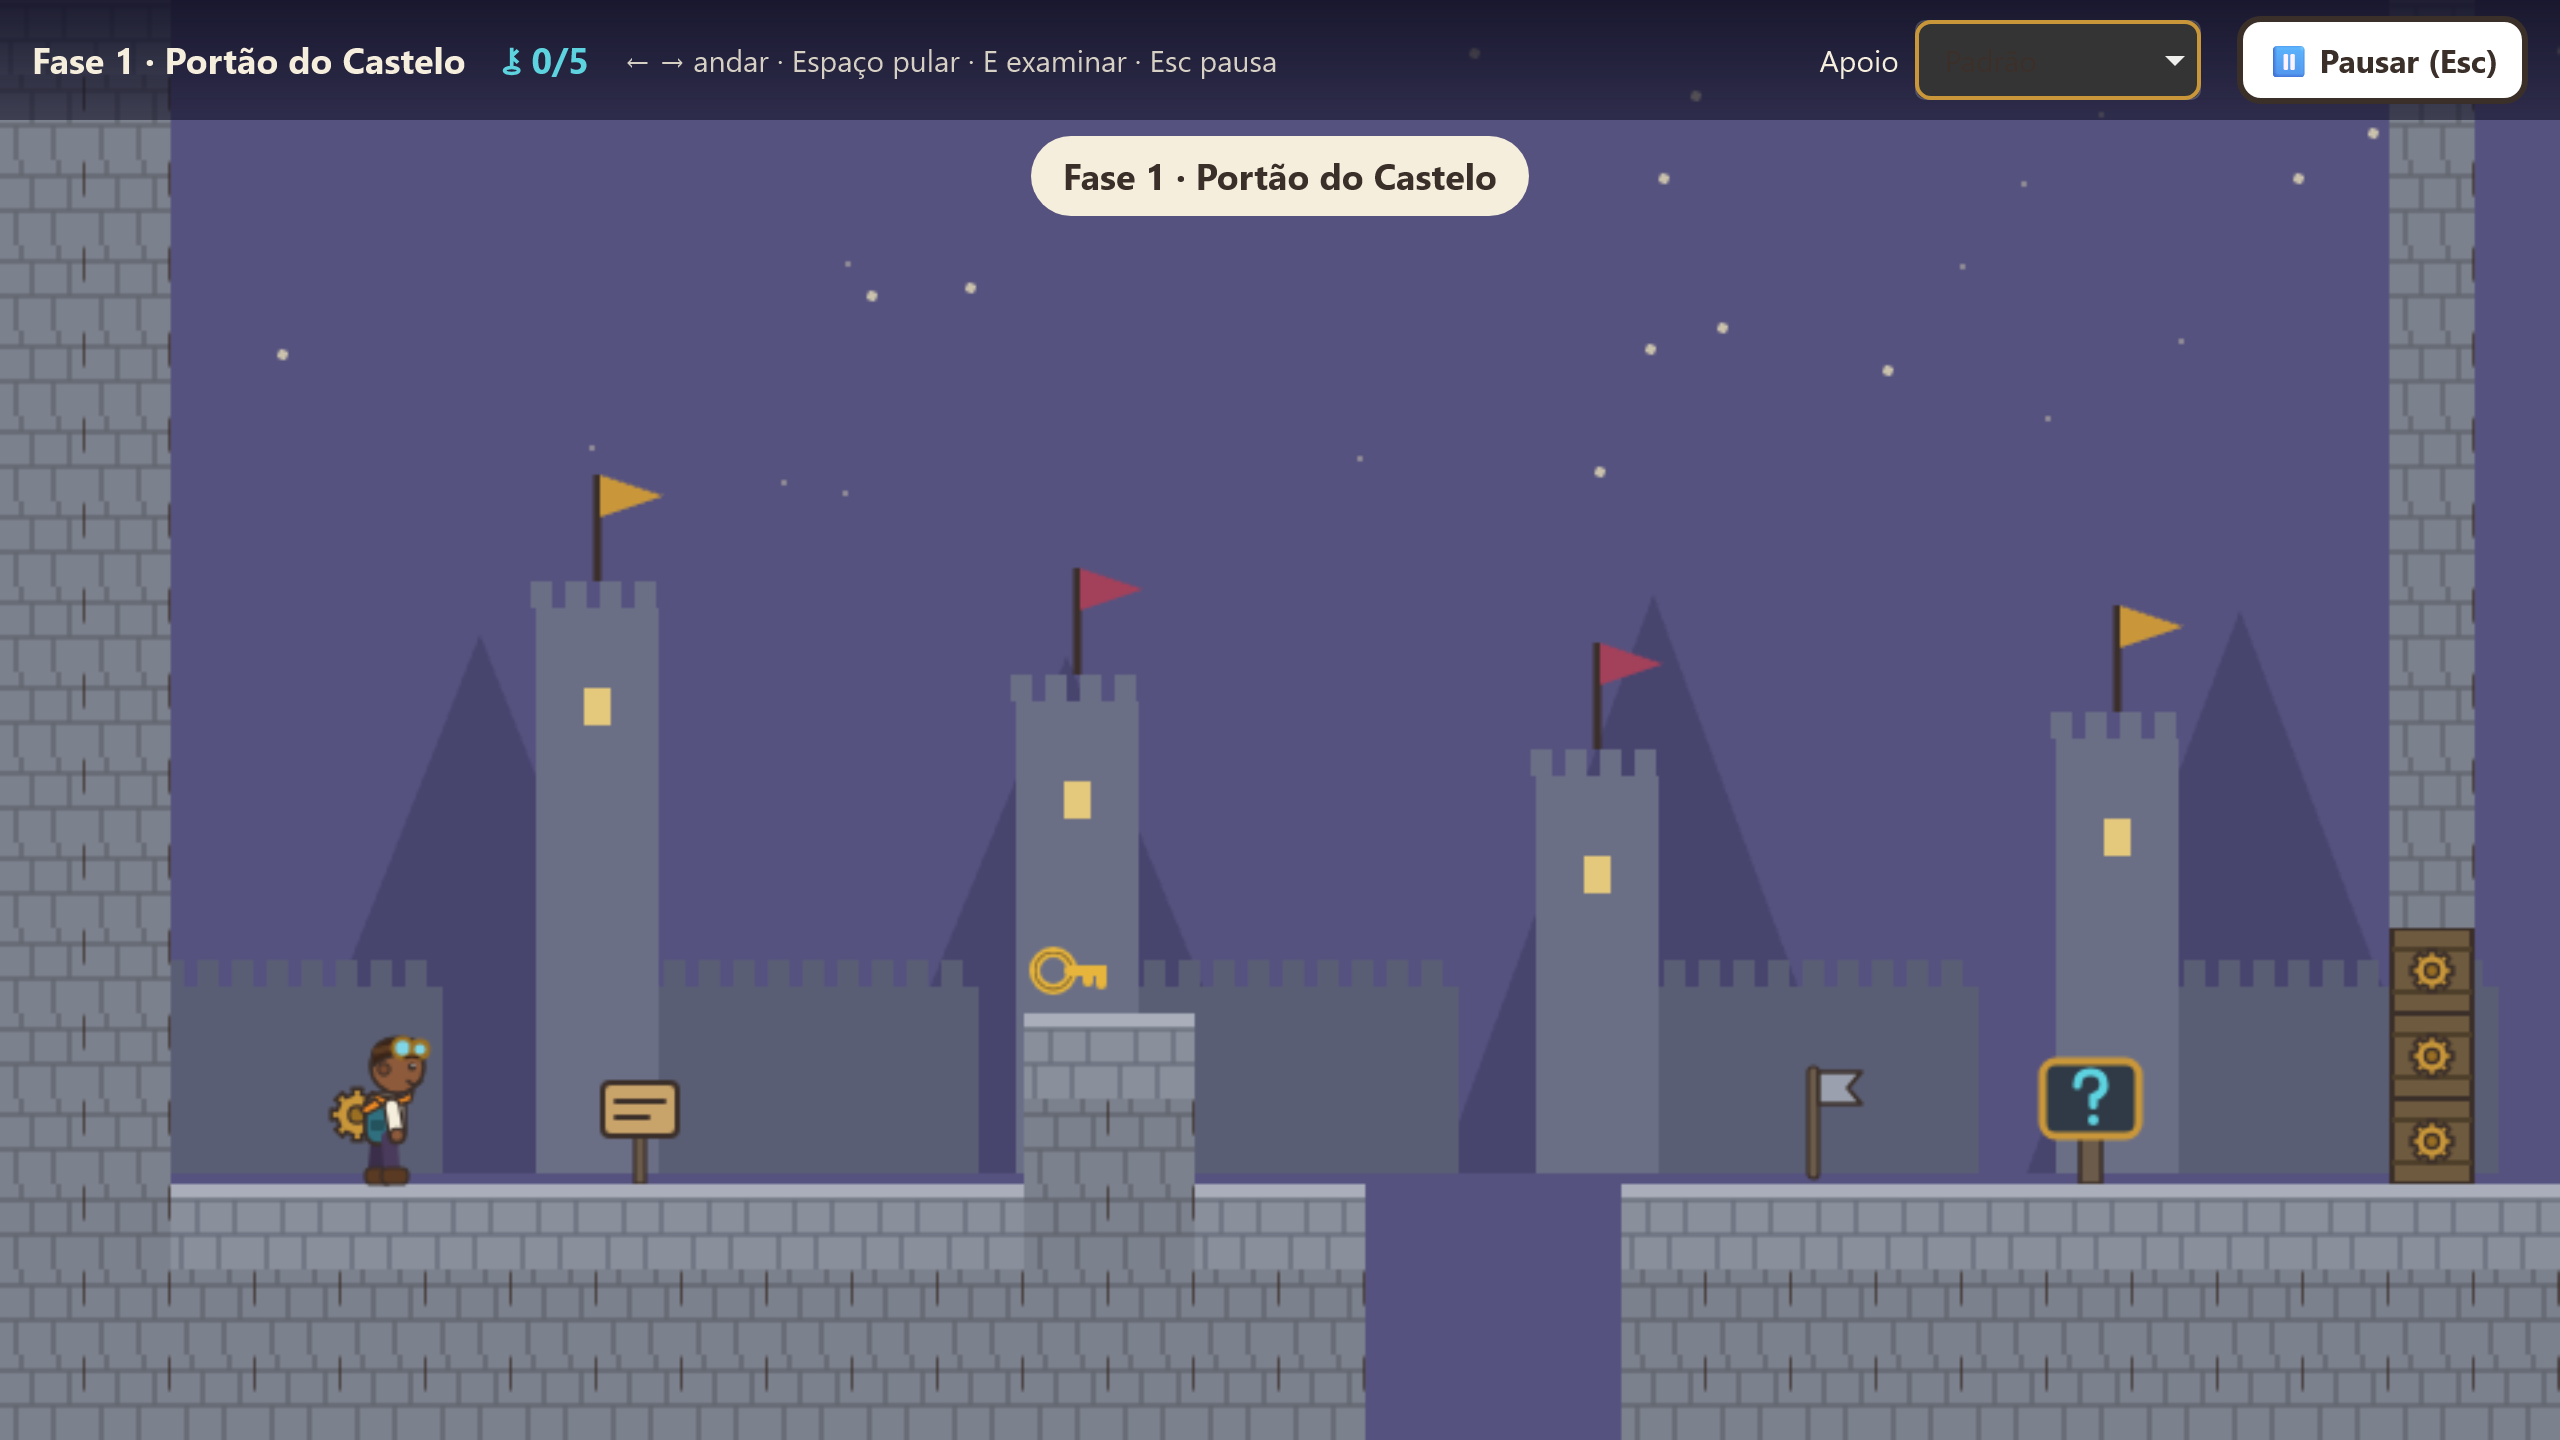 Fase 1 · Portão do Castelo 0/5 ← → andar · Espaço pular · E examinar · Esc pausa Apoio Pausar (Esc)
Fase 1 · Portão do Castelo
?